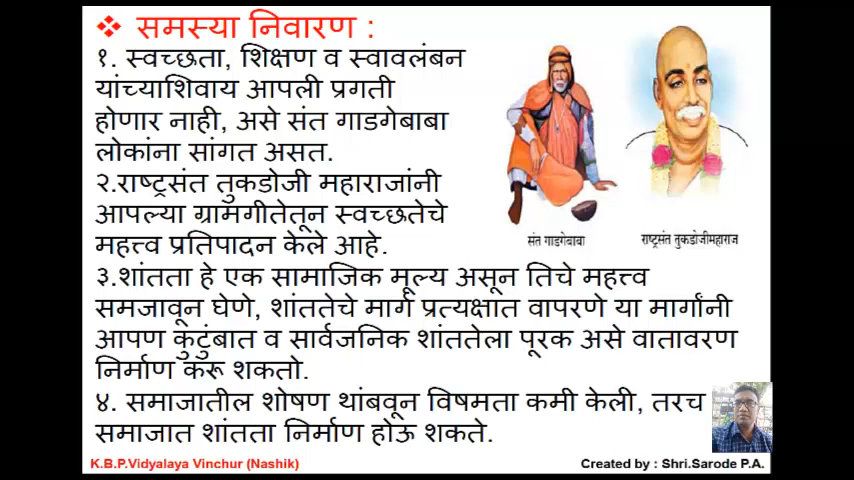 ❖ समस्या निवारण :
१. स्वच्छता, शिक्षण व स्वावलंबन
यांच्याशिवाय आपली प्रगती
होणार नाही, असे संत गाडगेबाबा
लोकांना सांगत असत.
२.राष्ट्रसंत तुकडोजी महाराजांनी
आपल्या ग्रामगीतेतून स्वच्छतेचे
महत्त्व प्रतिपादन केले आहे.
संत गाडगेबाबा
राष्ट्रसंत तुकडोजीमहाराज
३.शांतता हे एक सामाजिक मूल्य असून तिचे महत्त्व
समजावून घेणे, शांततेचे मार्ग प्रत्यक्षात वापरणे या मार्गांनी
आपण कुटुंबात व सार्वजनिक शांततेला पूरक असे वातावरण
निर्माण करू शकतो.
४. समाजातील शोषण थांबवून विषमता कमी केली, तरच
समाजात शांतता निर्माण होऊ शकते.
K.B.P.Vidyalaya Vinchur (Nashik)
Created by : Shri.Sarode P.A.